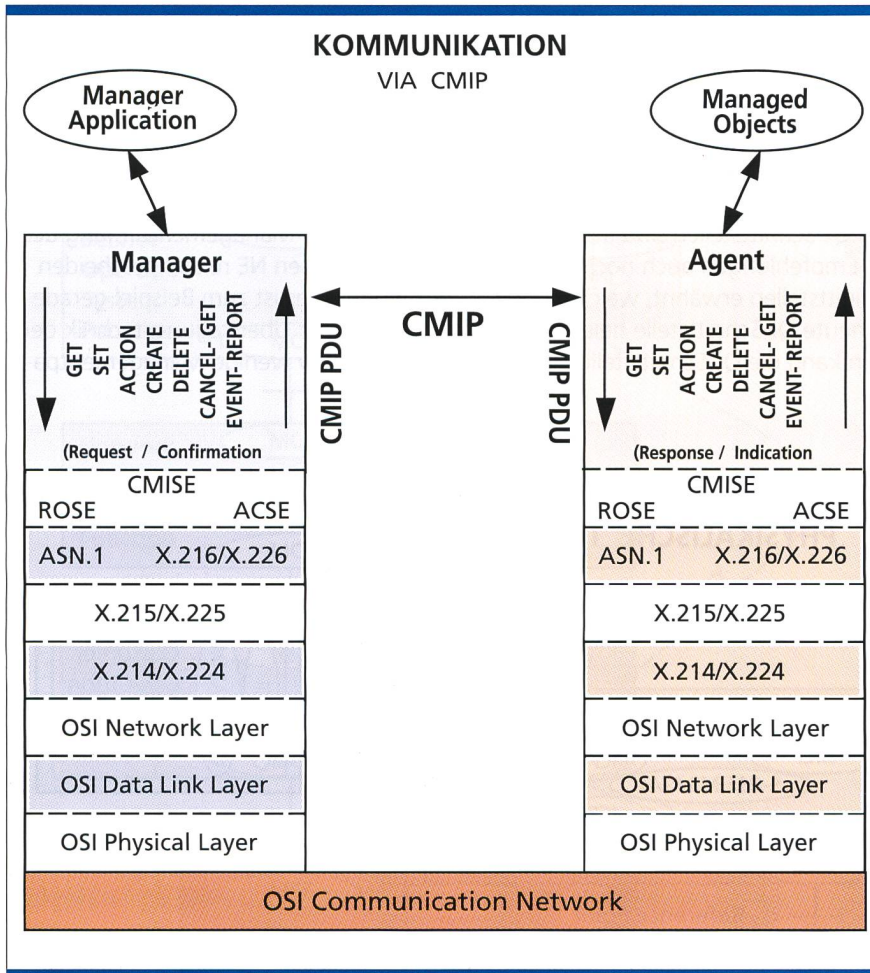 KOMMUNIKATION
VIA CMIP
Manager
Application
Managed
Objects
Manager
GET
SET
ACTION
CREATE
DELETE
CANCEL-GET
EVENT-REPORT
(Request / Confirmation
CMIP PDU
CMIP
CMIP PDU
Agent
GET
SET
ACTION
CREATE
DELETE
CANCEL- GET
EVENT- REPORT
(Response / Indication
CMISE
ROSE ACSE
ASN.1 X.216/X.226
X.215/X.225
X.214/X.224
OSI Network Layer
OSI Data Link Layer
OSI Physical Layer
CMISE
ROSE ACSE
ASN.1 X.216/X.226
X.215/X.225
X.214/X.224
OSI Network Layer
OSI Data Link Layer
OSI Physical Layer
OSI Communication Network